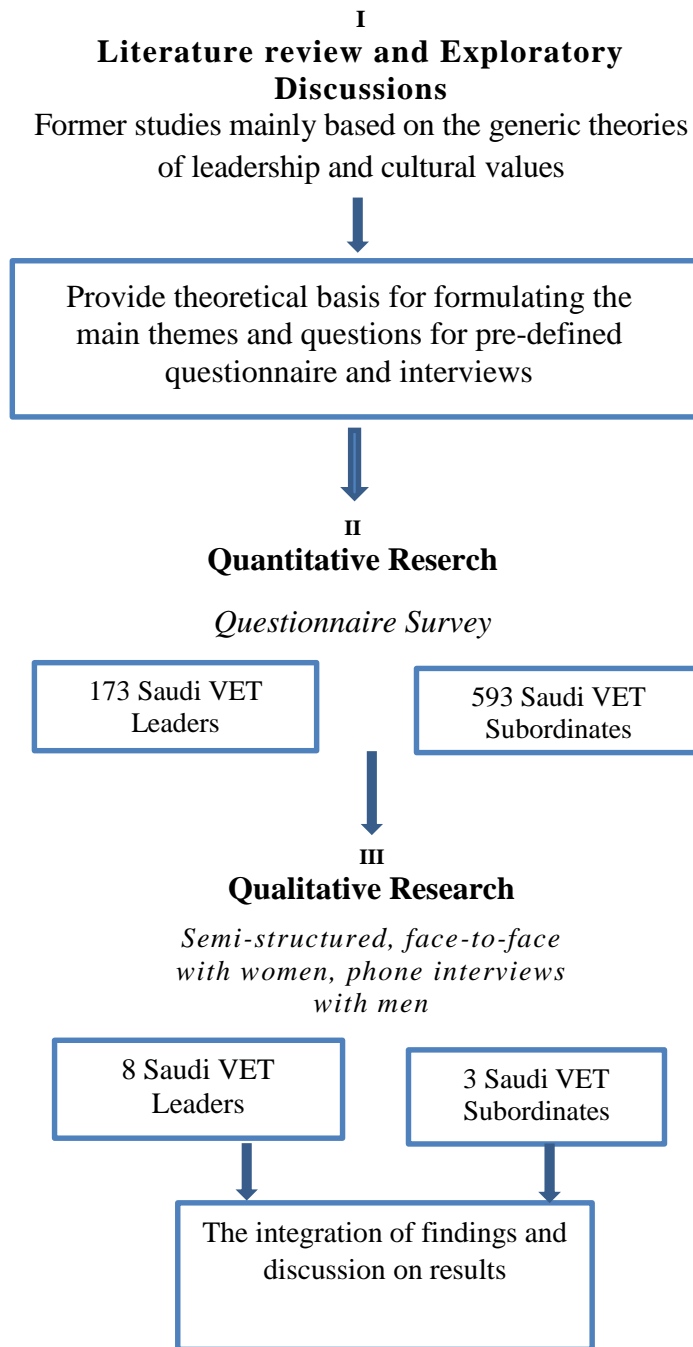 I
Literature review and Exploratory
Discussions
Former studies mainly based on the generic theories
of leadership and cultural values
Provide theoretical basis for formulating the
main themes and questions for pre-defined
questionnaire and interviews
II
Quantitative Reserch
Questionnaire Survey
173 Saudi VET
Leaders
593 Saudi VET
Subordinates
III
Qualitative Research
Semi-structured, face-to-face
with women, phone interviews
with men
8 Saudi VET
Leaders
3 Saudi VET
Subordinates
The integration of findings and
discussion on results